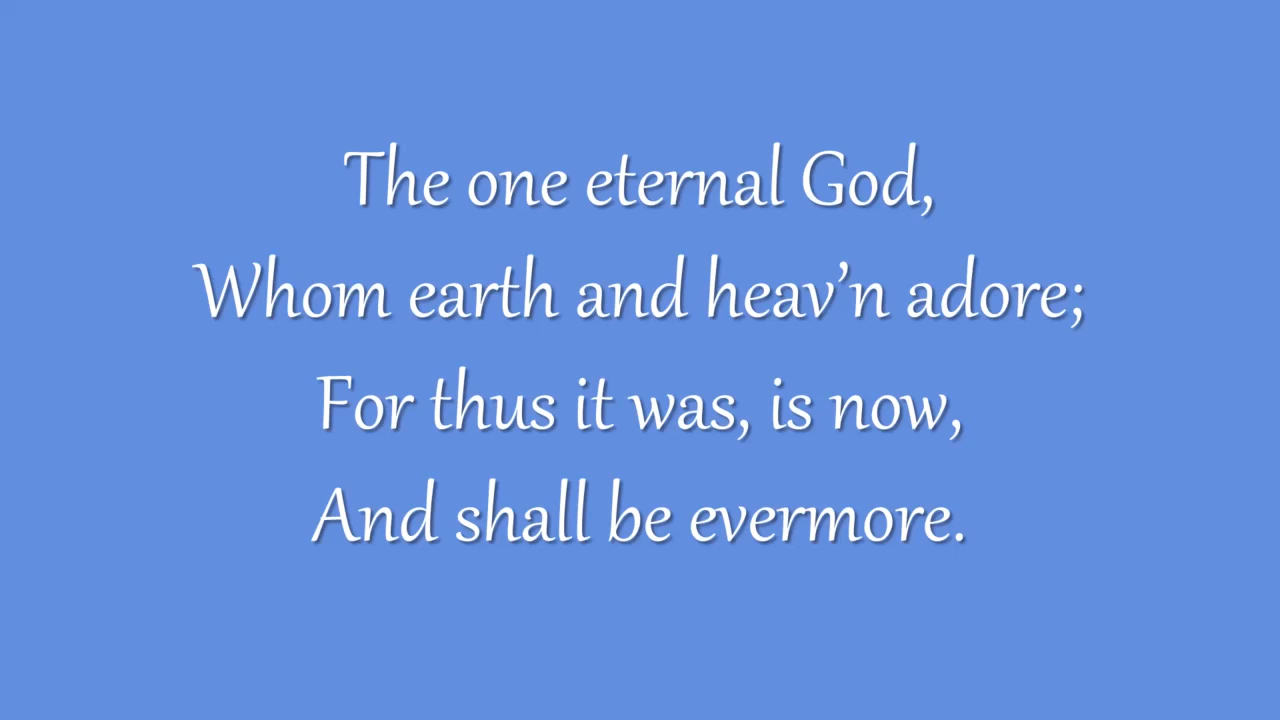 The one eternal God,
Whom earth and heav’n adore;
For thus it was, is now,
And shall be evermore.